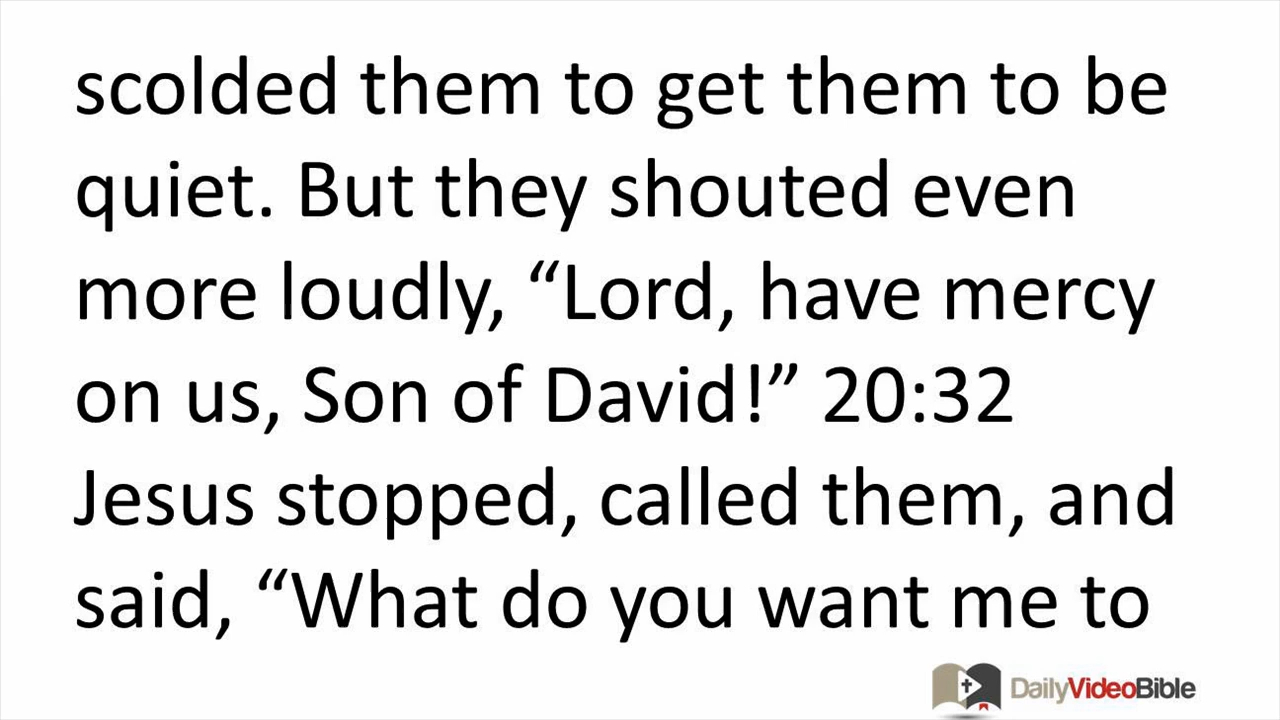 scolded them to get them to be
quiet. But they shouted even
more loudly, “Lord, have mercy
on us, Son of David!” 20:32
Jesus stopped, called them, and
said, “What do you want me to
DailyVideoBible